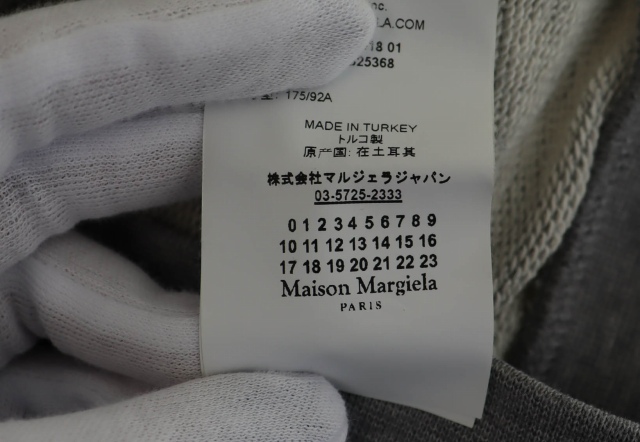 nc.
LA.COM
18 01
25368
型: 175/92A
MADE IN TURKEY
トルコ製
原产国: 在土耳其
株式会社マルジェラジャパン
03-5725-2333
0 1 2 3 4 5 6 7 8 9
10 11 12 13 14 15 16
17 18 19 20 21 22 23
Maison Margiela
PARIS